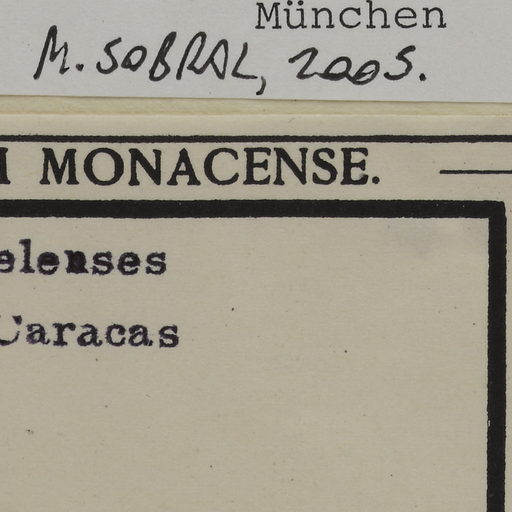 München
M. SOBRAL, 2005.
MONACENSE.
elenses
Caracas